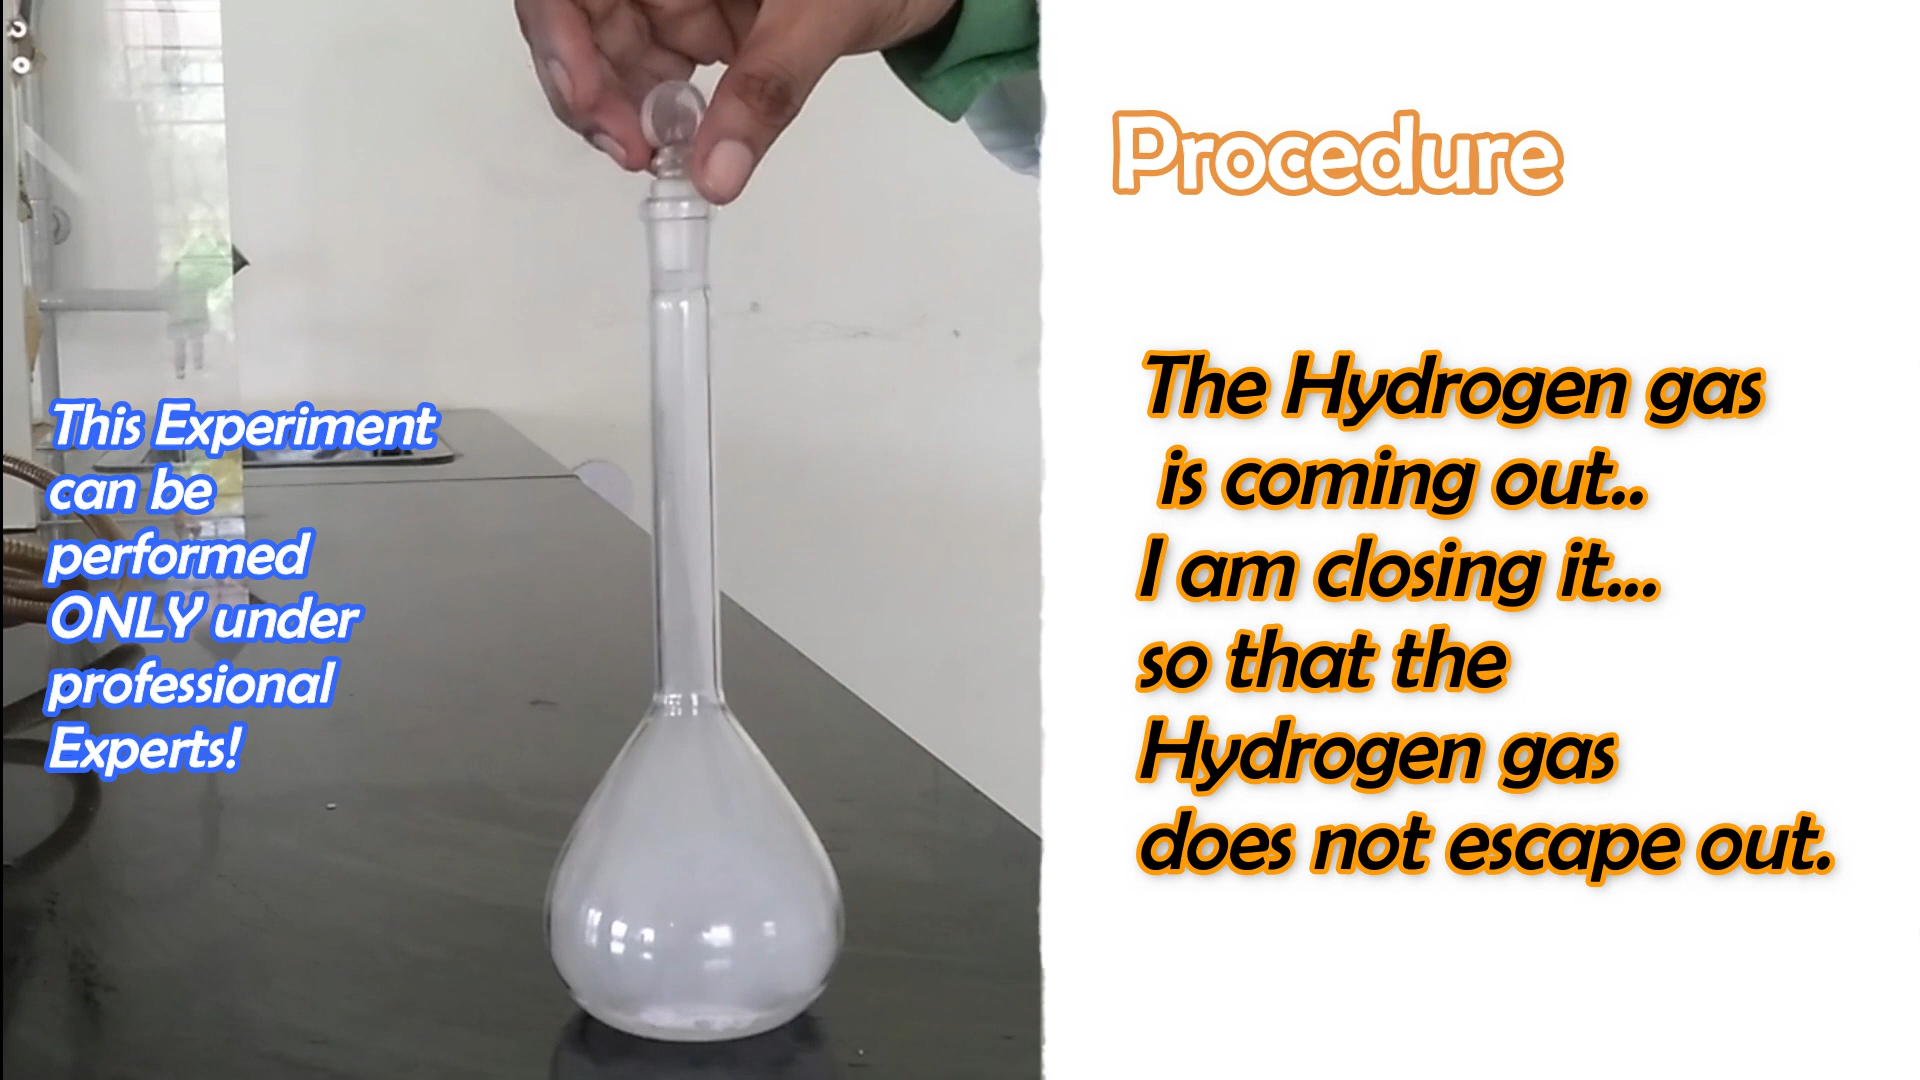 This Experiment
can be
performed
ONLY under
professional
Experts!
Procedure
The Hydrogen gas
is coming out..
I am closing it...
so that the
Hydrogen gas
does not escape out.